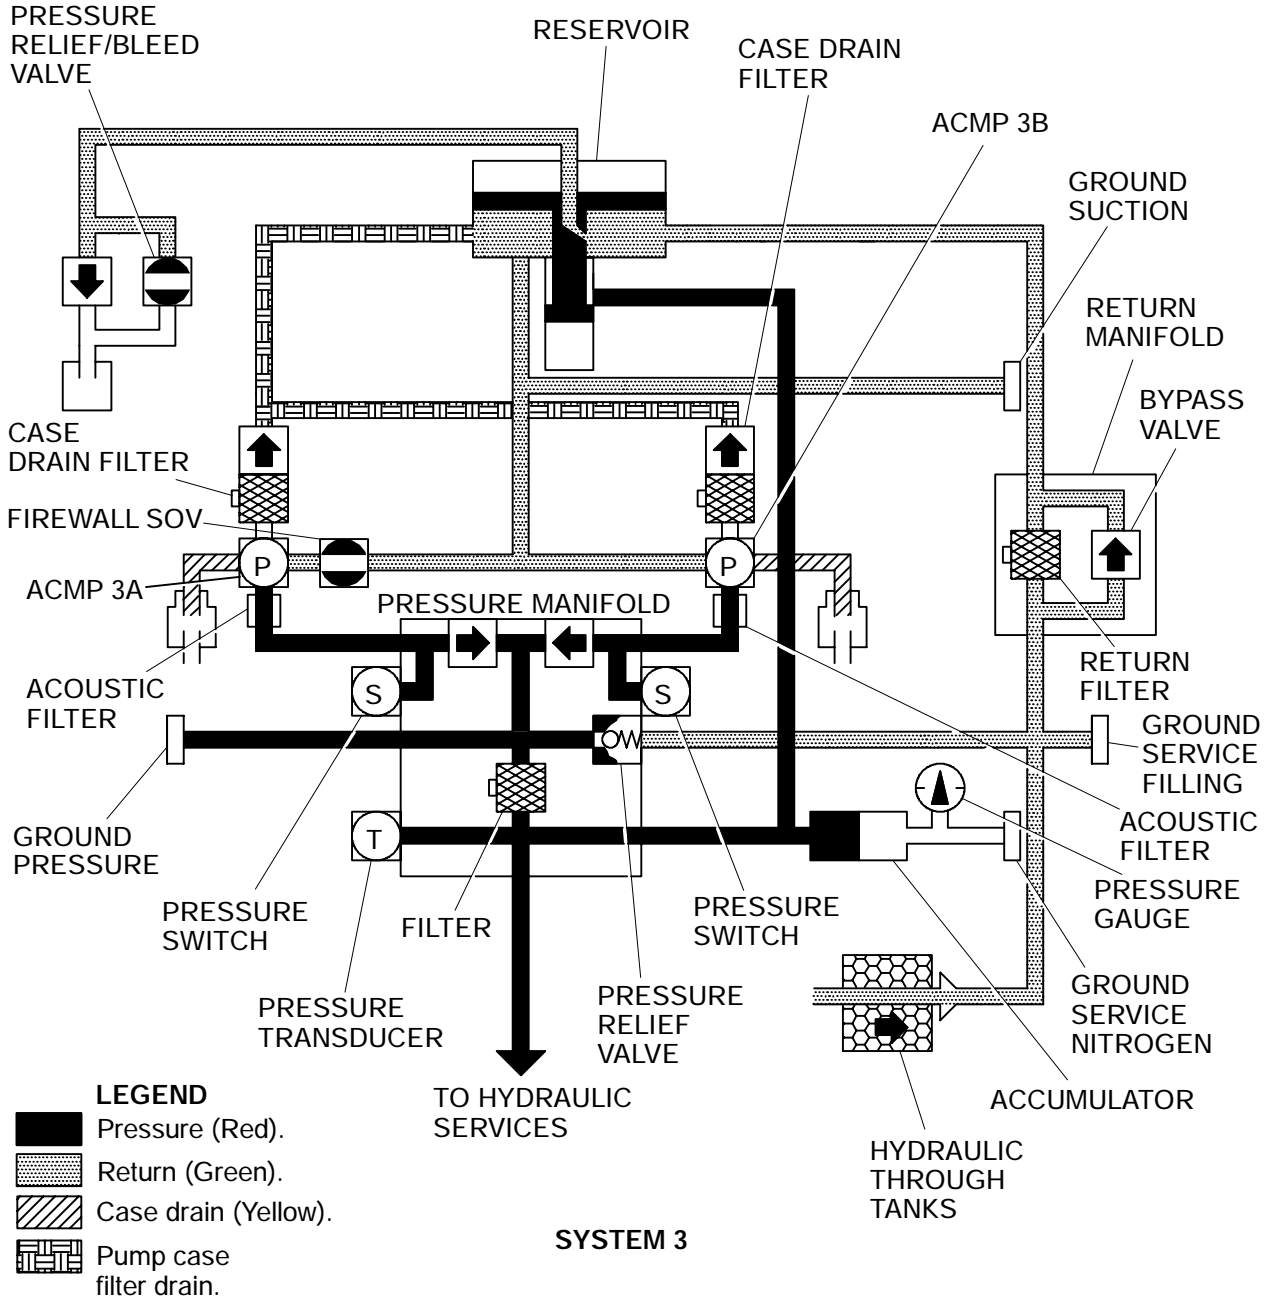 PRESSURE
RELIEF/BLEED
VALVE
RESERVOIR
CASE DRAIN
FILTER
ACMP 3B
GROUND
SUCTION
RETURN
MANIFOLD
BYPASS
VALVE
CASE
DRAIN FILTER
FIREWALL SOV
P
P
ACMP 3A
PRESSURE MANIFOLD
ACOUSTIC
FILTER
S
S
RETURN
FILTER
GROUND
SERVICE
FILLING
GROUND
PRESSURE
T
ACOUSTIC
FILTER
PRESSURE
GAUGE
PRESSURE
SWITCH
FILTER
PRESSURE
SWITCH
PRESSURE
TRANSDUCER
PRESSURE
RELIEF
VALVE
GROUND
SERVICE
NITROGEN
ACCUMULATOR
TO HYDRAULIC
SERVICES
HYDRAULIC
THROUGH
TANKS
LEGEND
Pressure (Red).
Return (Green).
Case drain (Yellow).
Pump case
filter drain.
SYSTEM 3